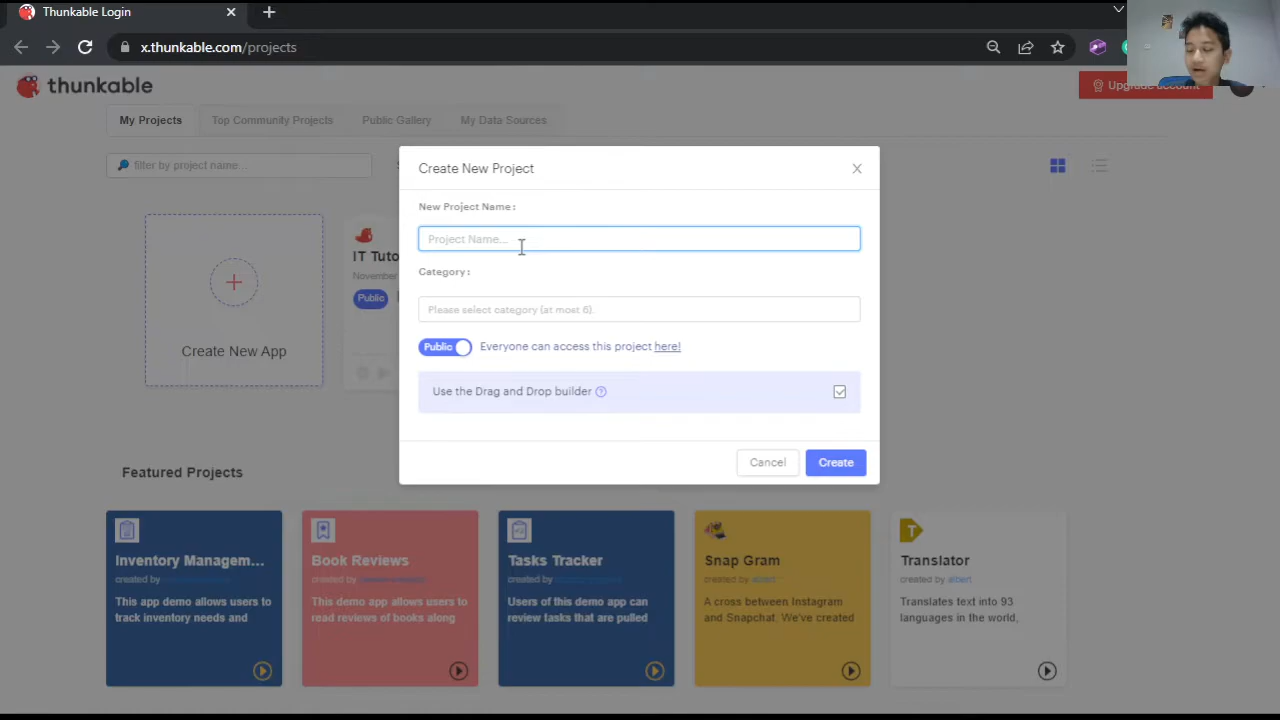 Thunkable Login
x.thunkable.com/projects
thunkable
Upgrade account
My Projects
Top Community Projects
Public Gallery
My Data Sources
filter by project name...
Create New Project
New Project Name :
Project Name...
Category :
Please select category (at most 6).
Public
Everyone can access this project here!
Use the Drag and Drop builder
Cancel
Create
Create New App
IT Tuto
November
Public
Featured Projects
Inventory Managem...
created by
This app demo allows users to
track inventory needs and
Book Reviews
created by
This demo app allows users to
read reviews of books along
Tasks Tracker
created by
Users of this demo app can
review tasks that are pulled
Snap Gram
created by albert
A cross between Instagram
and Snapchat. We've created
Translator
created by albert
Translates text into 93
languages in the world,